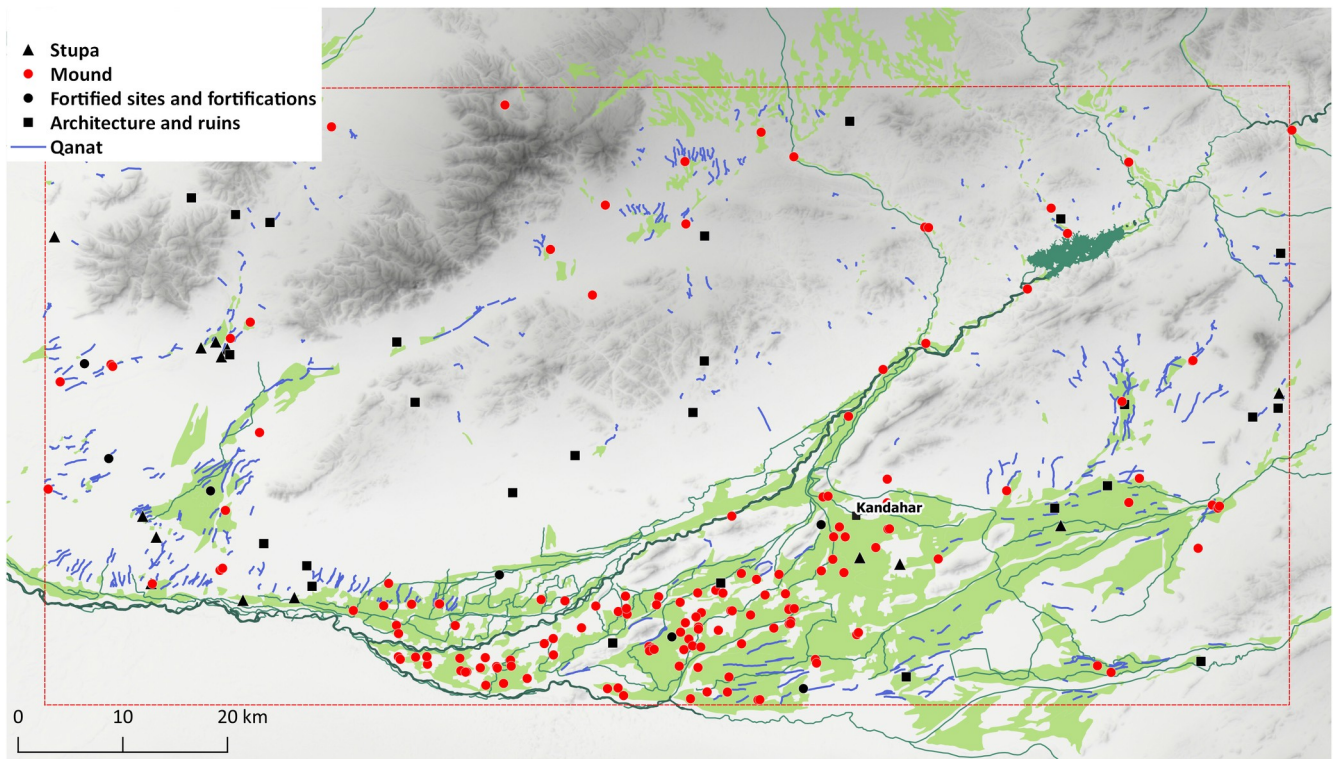 Stupa
Mound
Fortified sites and fortifications
Architecture and ruins
Qanat
Kandahar
0 10 20 km